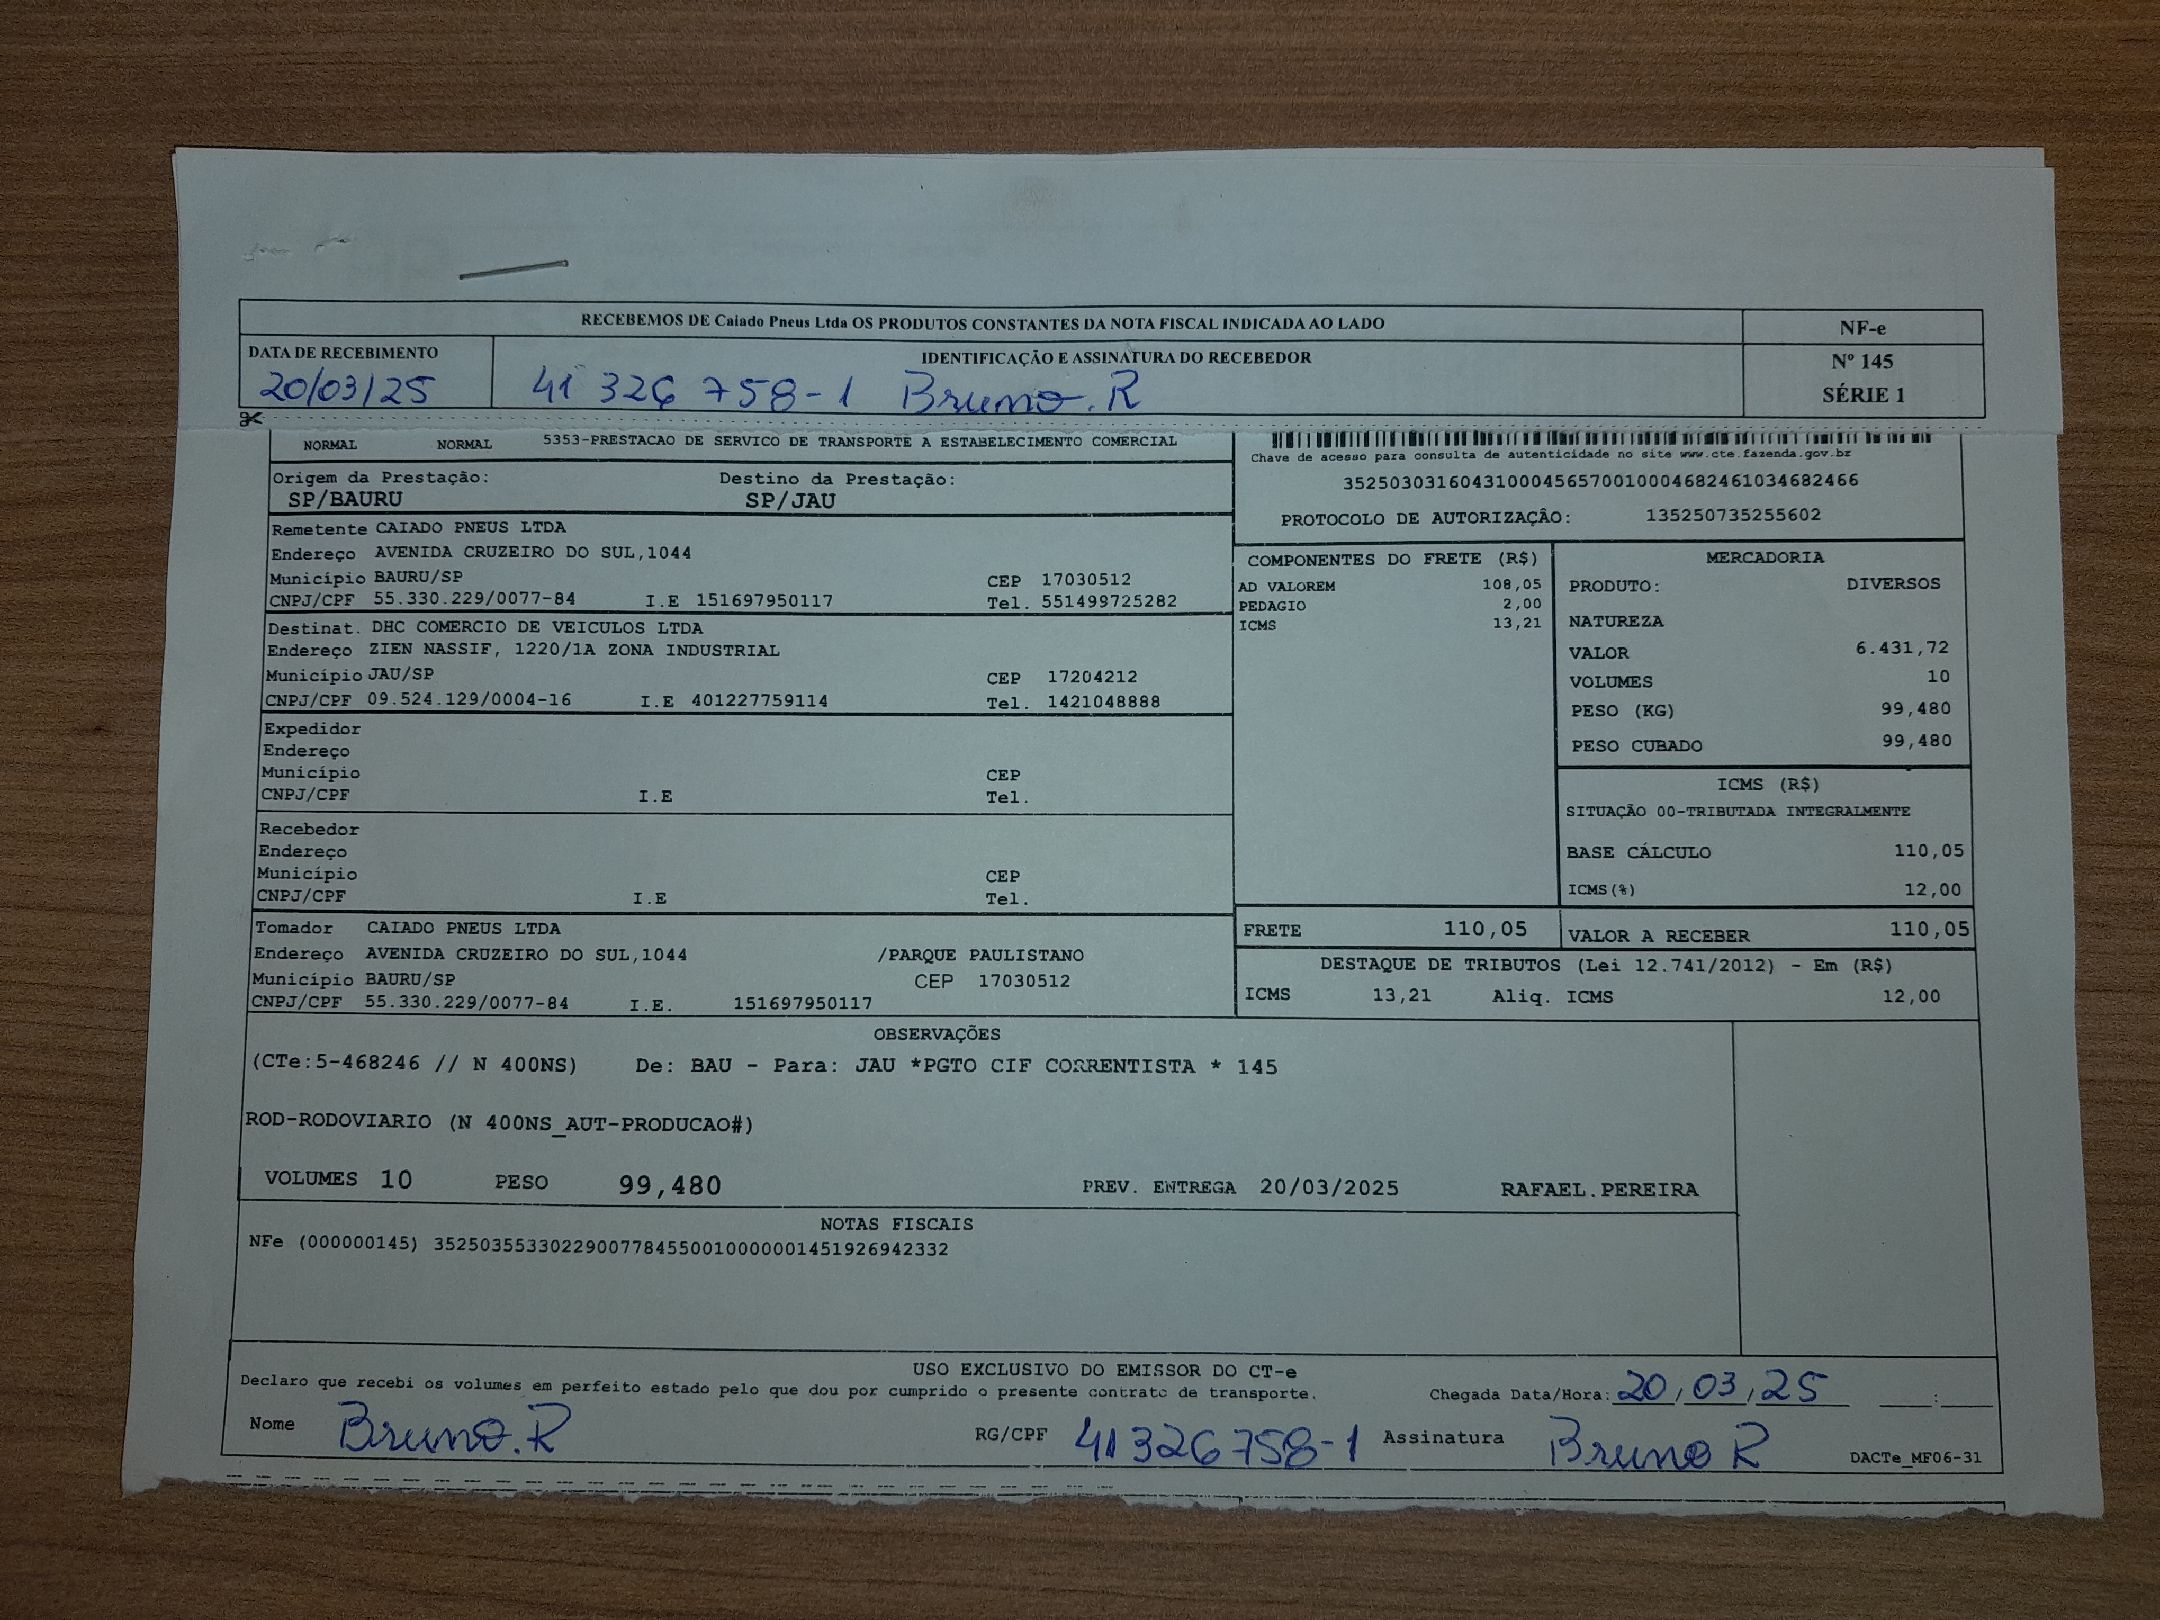 RECEBEMOS DE Caiado Pneus Ltda OS PRODUTOS CONSTANTES DA NOTA FISCAL INDICADA AO LADO
NF-e
DATA DE RECEBIMENTO
IDENTIFICAÇÃO E ASSINATURA DO RECEBEDOR
Nº 145
20/03/25
41 326 758-1 Bruno.R
SÉRIE 1
NORMAL NORMAL 5353-PRESTACAO DE SERVICO DE TRANSPORTE A ESTABELECIMENTO COMERCIAL
Chave de acesso para consulta de autenticidade no site www.cte.fazenda.gov.br
35250303160431000456570010004682461034682466
PROTOCOLO DE AUTORIZAÇÂO: 135250735255602
Origem da Prestação: Destino da Prestação:
SP/BAURU SP/JAU
Remetente CAIADO PNEUS LTDA
Endereço AVENIDA CRUZEIRO DO SUL,1044
Município BAURU/SP CEP 17030512
CNPJ/CPF 55.330.229/0077-84 I.E 151697950117 Tel. 551499725282
Destinat. DHC COMERCIO DE VEICULOS LTDA
Endereço ZIEN NASSIF, 1220/1A ZONA INDUSTRIAL
Município JAU/SP CEP 17204212
CNPJ/CPF 09.524.129/0004-16 I.E 401227759114 Tel. 1421048888
Expedidor
Endereço
Município CEP
CNPJ/CPF I.E Tel.
Recebedor
Endereço
Município CEP
CNPJ/CPF I.E Tel.
Tomador CAIADO PNEUS LTDA
Endereço AVENIDA CRUZEIRO DO SUL,1044 /PARQUE PAULISTANO
Município BAURU/SP CEP 17030512
CNPJ/CPF 55.330.229/0077-84 I.E. 151697950117
COMPONENTES DO FRETE (R$)
AD VALOREM 108,05
PEDAGIO 2,00
ICMS 13,21
MERCADORIA
PRODUTO: DIVERSOS
NATUREZA
VALOR 6.431,72
VOLUMES 10
PESO (KG) 99,480
PESO CUBADO 99,480
ICMS (R$)
SITUAÇÃO 00-TRIBUTADA INTEGRALMENTE
BASE CÁLCULO 110,05
ICMS(%) 12,00
FRETE 110,05 VALOR A RECEBER 110,05
DESTAQUE DE TRIBUTOS (Lei 12.741/2012) - Em (R$)
ICMS 13,21 Aliq. ICMS 12,00
OBSERVAÇÕES
(CTe:5-468246 // N 400NS) De: BAU - Para: JAU *PGTO CIF CORRENTISTA * 145
ROD-RODOVIARIO (N 400NS_AUT-PRODUCAO#)
VOLUMES 10 PESO 99,480 PREV. ENTREGA 20/03/2025 RAFAEL.PEREIRA
NOTAS FISCAIS
NFe (000000145) 35250355330229007784550010000001451926942332
USO EXCLUSIVO DO EMISSOR DO CT-e
Declaro que recebi os volumes em perfeito estado pelo que dou por cumprido o presente contrato de transporte. Chegada Data/Hora: 20/03/25 :
Nome Bruno.R RG/CPF 41326758-1 Assinatura Bruno R DACTe_MF06-31